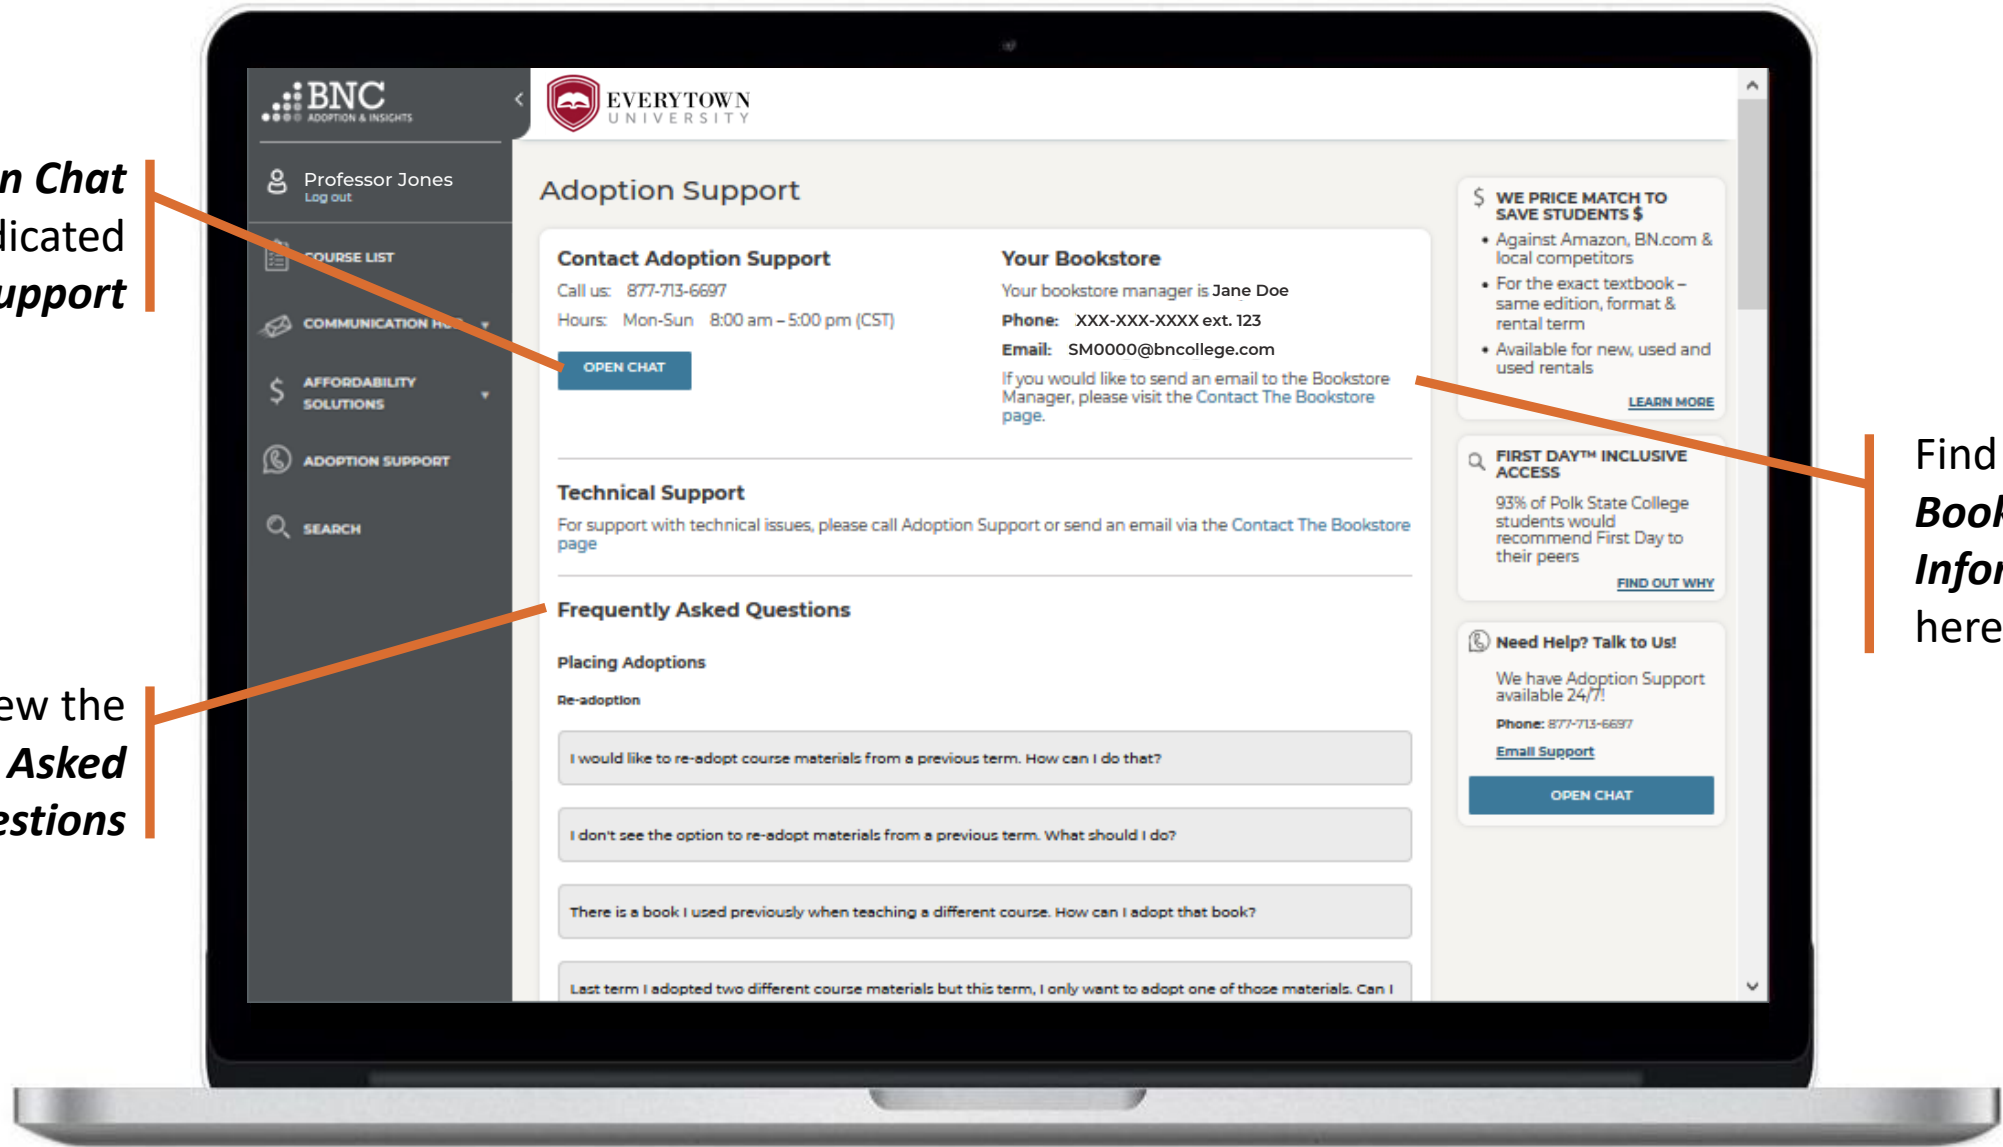 n Chat
dicated
upport
ew the
Asked
estions
BNC
ADOPTION & INSIGHTS
Professor Jones
Log out
COURSE LIST
COMMUNICATION HUB
AFFORDABILITY
SOLUTIONS
ADOPTION SUPPORT
SEARCH
EVERYTOWN
UNIVERSITY
Adoption Support
Contact Adoption Support
Call us: 877-713-6697
Hours: Mon-Sun 8:00 am – 5:00 pm (CST)
OPEN CHAT
Your Bookstore
Your bookstore manager is Jane Doe
Phone: XXX-XXX-XXXX ext. 123
Email: SM0000@bncollege.com
If you would like to send an email to the Bookstore
Manager, please visit the Contact The Bookstore
page.
Technical Support
For support with technical issues, please call Adoption Support or send an email via the Contact The Bookstore
page
Frequently Asked Questions
Placing Adoptions
Re-adoption
I would like to re-adopt course materials from a previous term. How can I do that?
I don't see the option to re-adopt materials from a previous term. What should I do?
There is a book I used previously when teaching a different course. How can I adopt that book?
Last term I adopted two different course materials but this term, I only want to adopt one of those materials. Can I
$ WE PRICE MATCH TO
SAVE STUDENTS $
• Against Amazon, BN.com &
local competitors
• For the exact textbook –
same edition, format &
rental term
• Available for new, used and
used rentals
LEARN MORE
FIRST DAY™ INCLUSIVE
ACCESS
93% of Polk State College
students would
recommend First Day to
their peers
FIND OUT WHY
Need Help? Talk to Us!
We have Adoption Support
available 24/7!
Phone: 877-713-6697
Email Support
OPEN CHAT
Find
Book
Infor
here